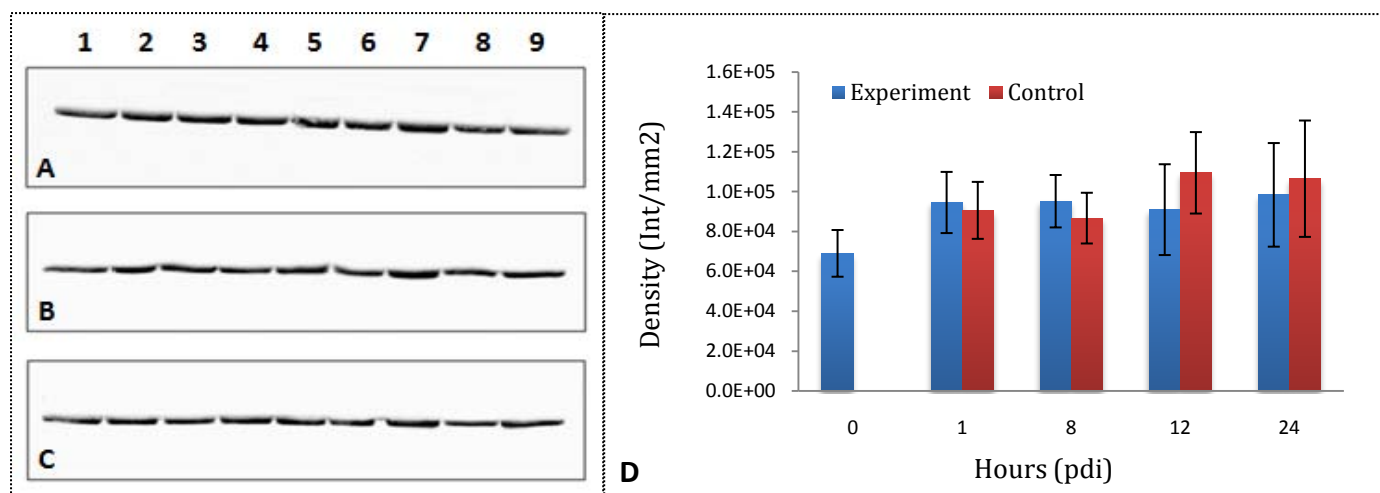 1 2 3 4 5 6 7 8 9
A
B
C
1.6E+05
1.4E+05
1.2E+05
1.0E+05
8.0E+04
6.0E+04
4.0E+04
2.0E+04
0.0E+00
Density (Int/mm2)
Experiment Control
0 1 8 12 24
Hours (pdi)
D